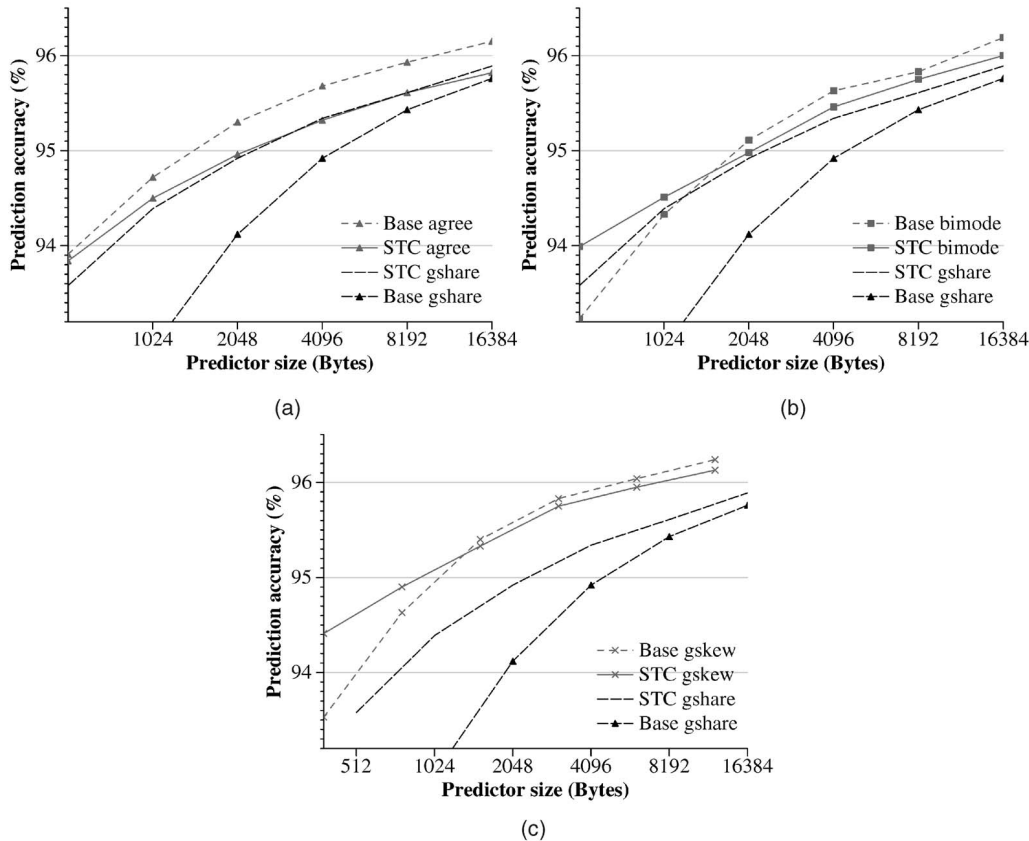 96
95
94
Prediction accuracy (%)
Base agree
STC agree
STC gshare
Base gshare
1024 2048 4096 8192 16384
Predictor size (Bytes)
(a)
96
95
94
Prediction accuracy (%)
Base bimode
STC bimode
STC gshare
Base gshare
1024 2048 4096 8192 16384
Predictor size (Bytes)
(b)
96
95
94
Prediction accuracy (%)
Base gskew
STC gskew
STC gshare
Base gshare
512 1024 2048 4096 8192 16384
Predictor size (Bytes)
(c)